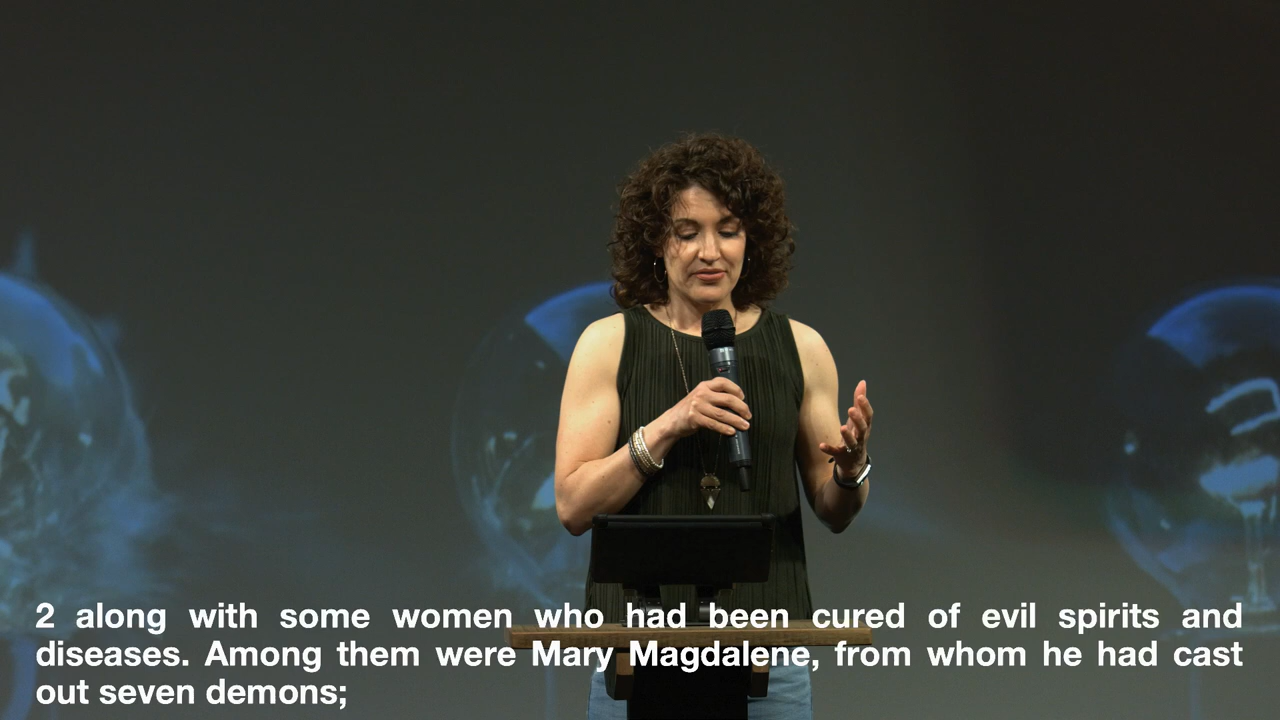 2 along with some women who had been cured of evil spirits and
diseases. Among them were Mary Magdalene, from whom he had cast
out seven demons;